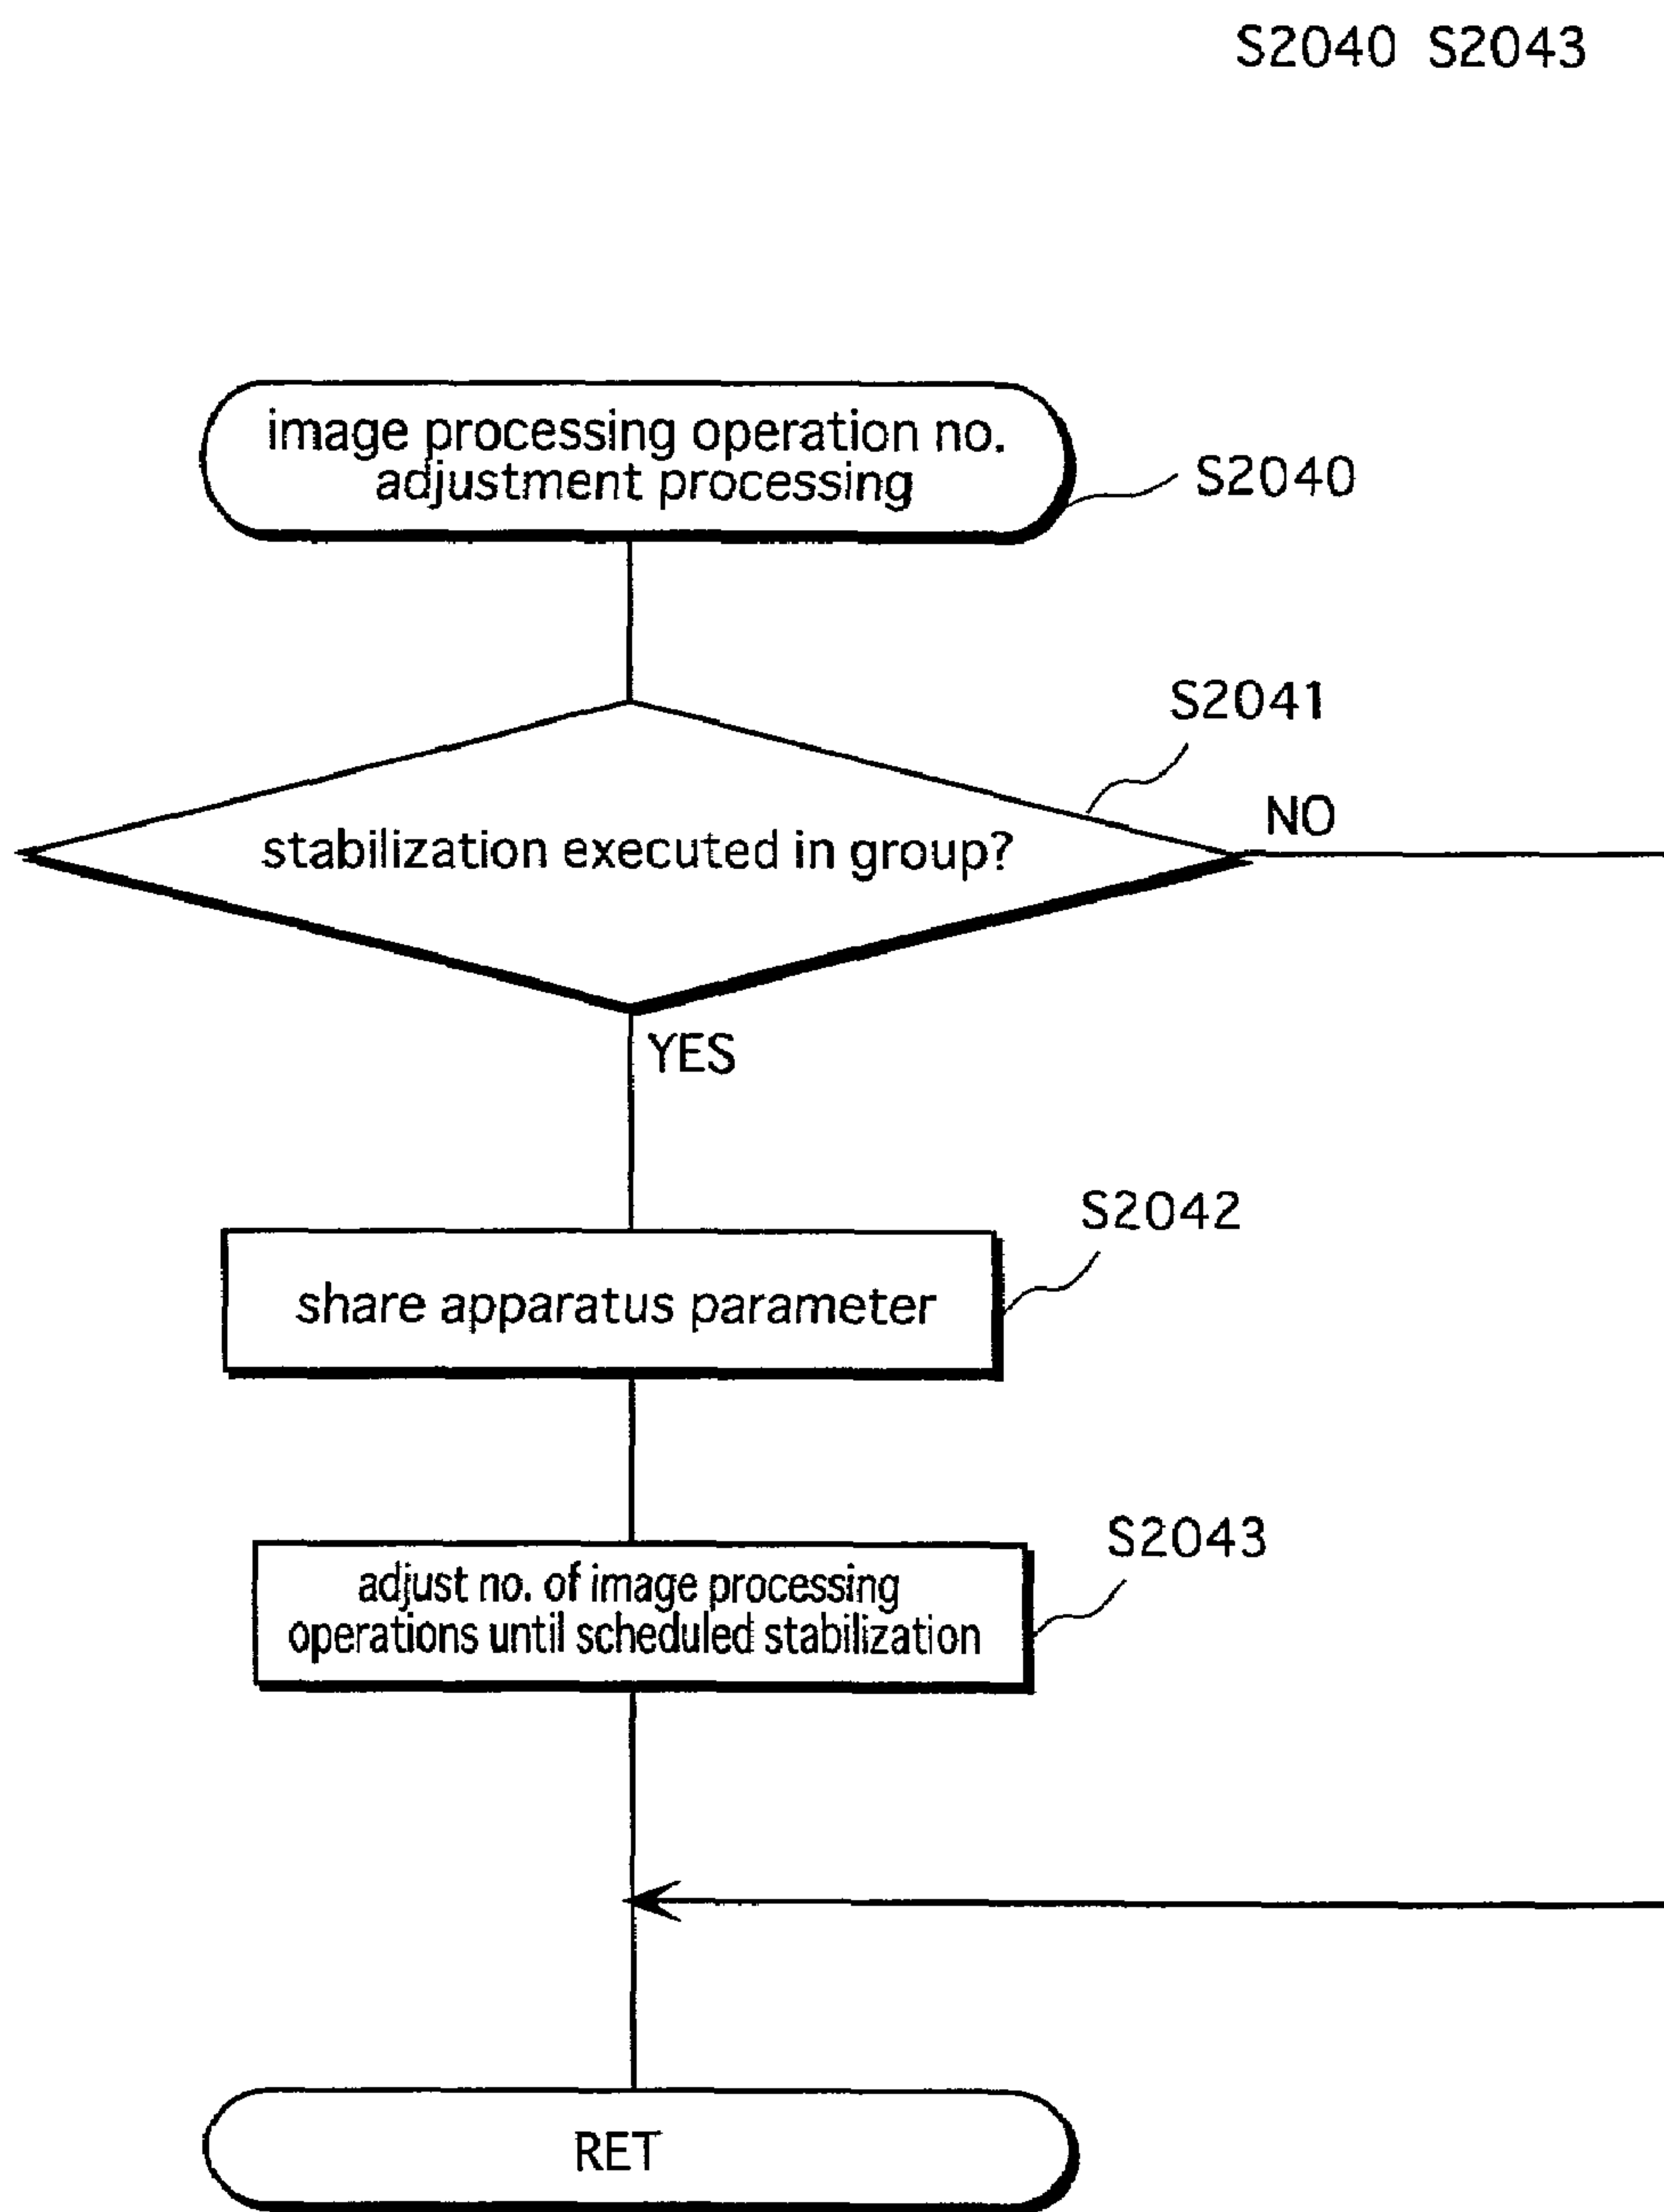 S2040 S2043
image processing operation no.
adjustment processing
S2040
S2041
NO
stabilization executed in group?
YES
S2042
share apparatus parameter
S2043
adjust no. of image processing
operations until scheduled stabilization
RET